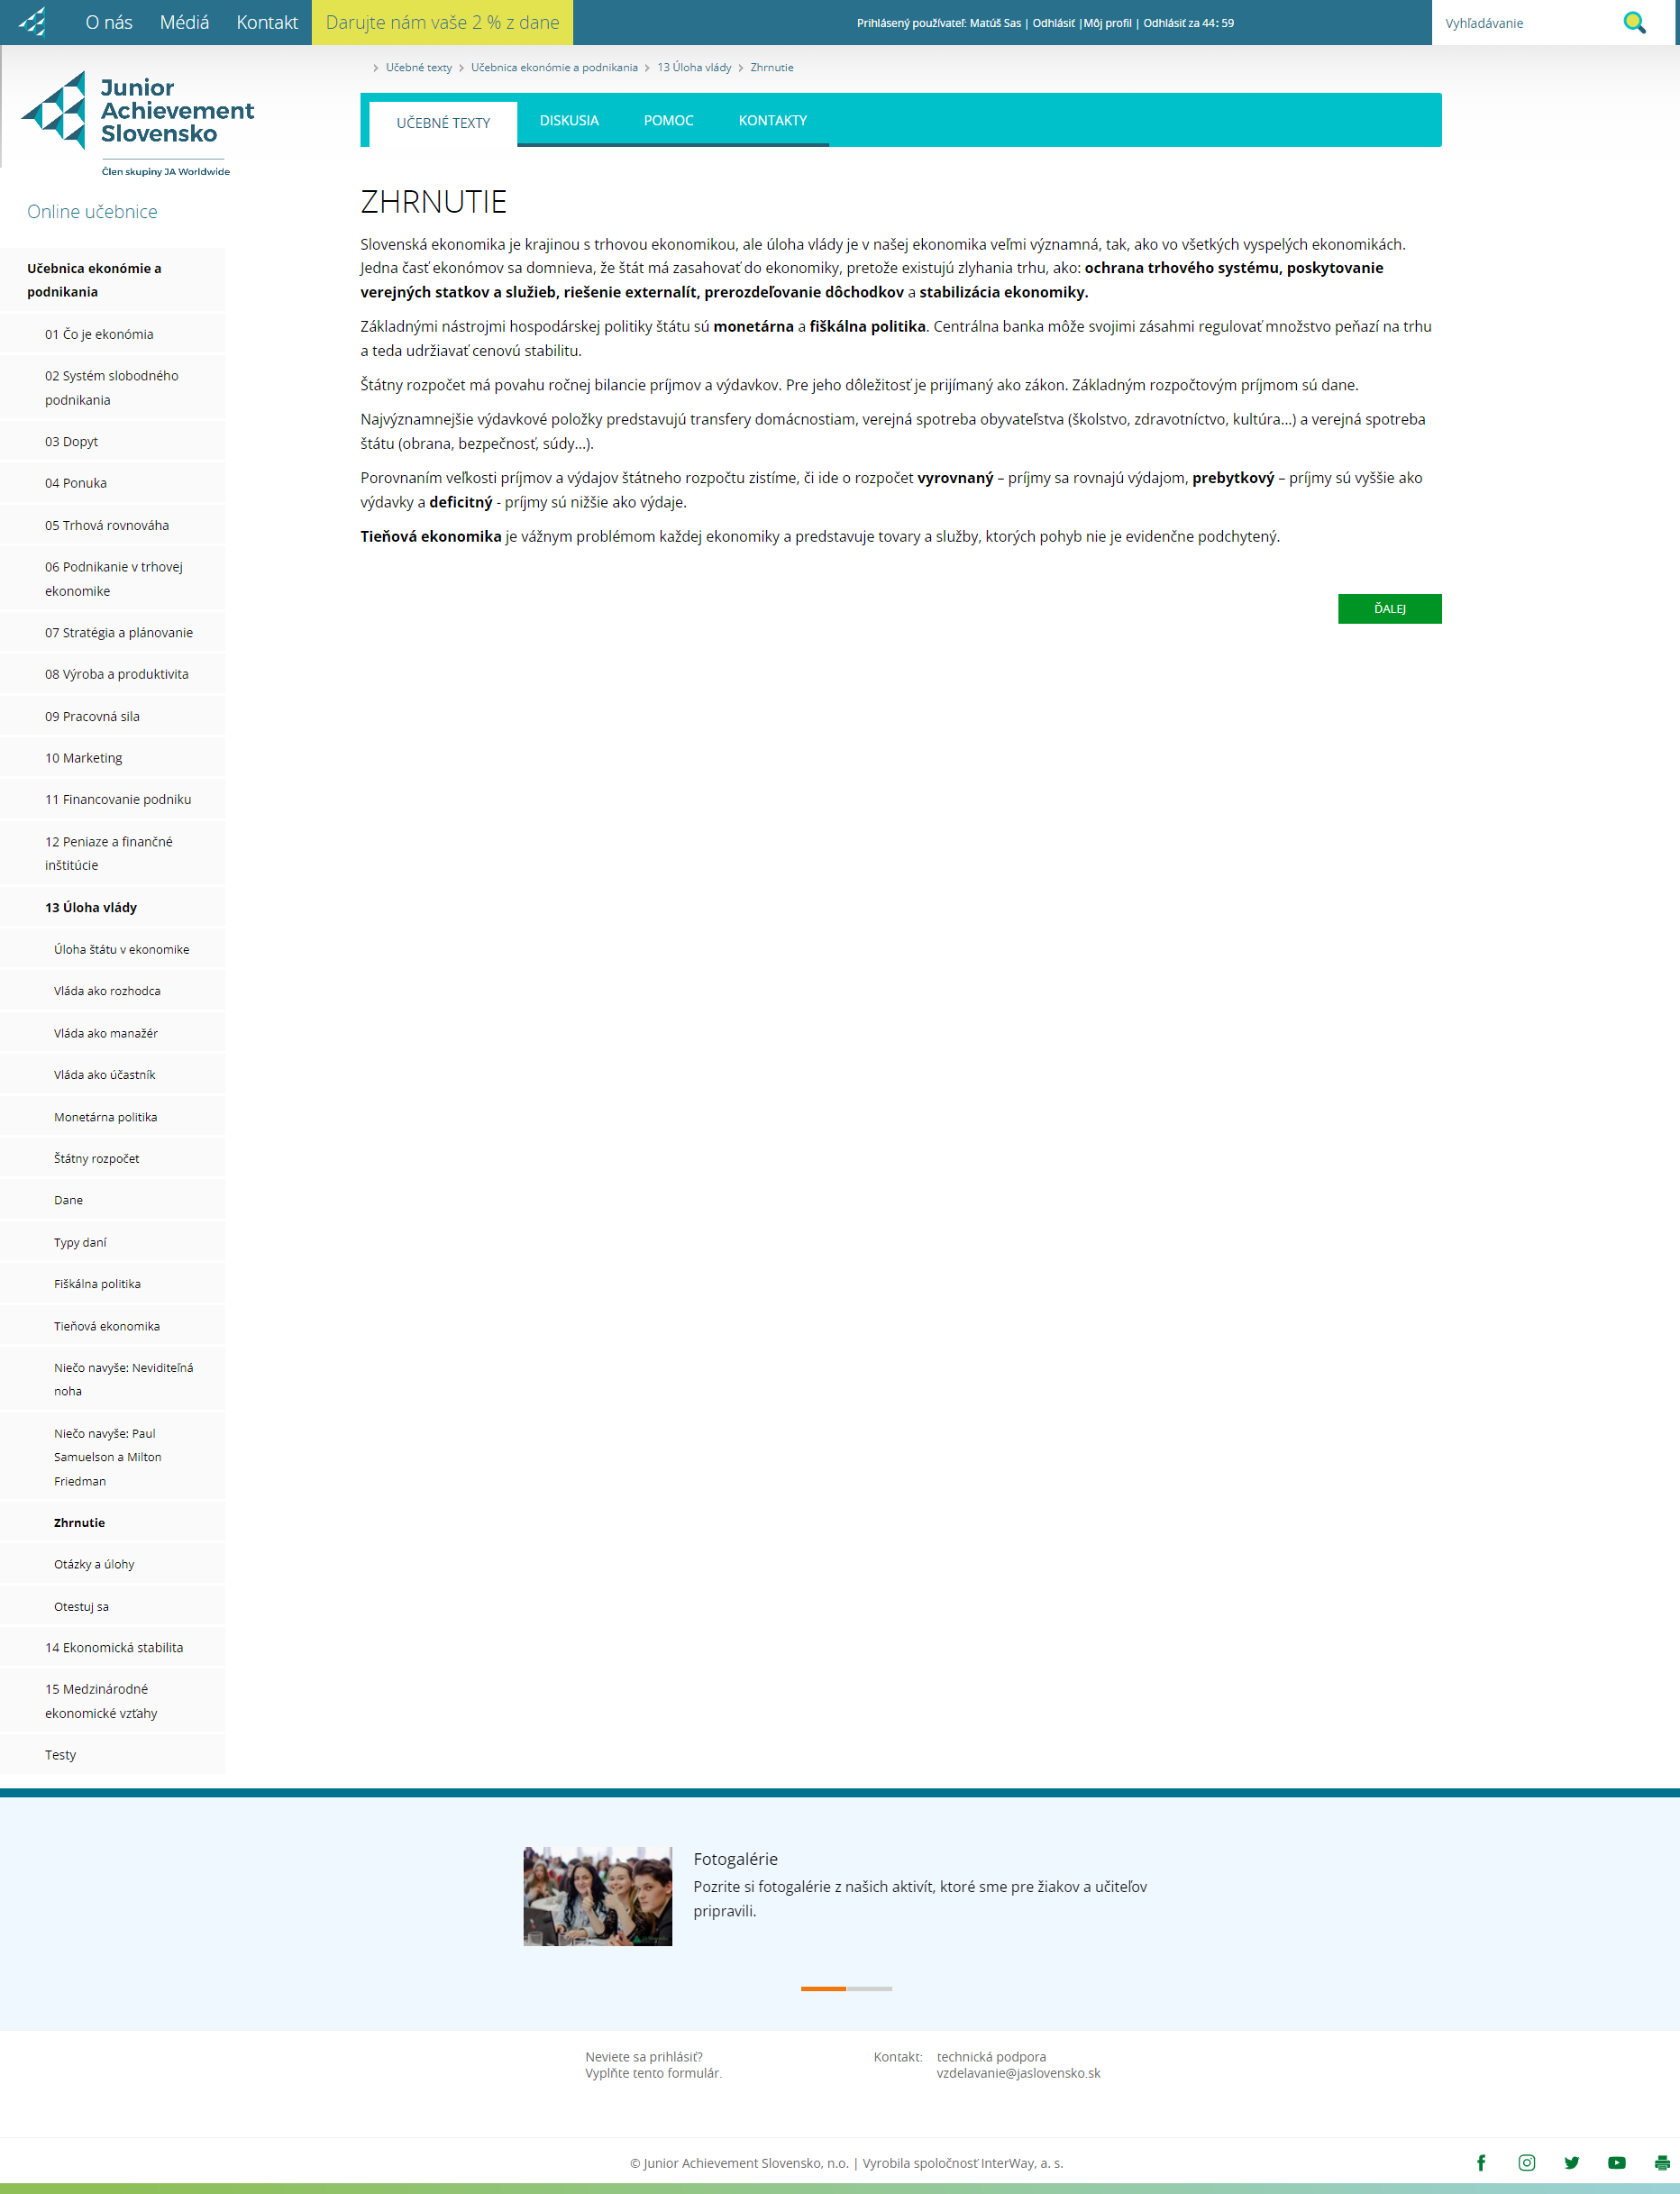 O nás Médiá Kontakt Darujte nám vaše 2 % z dane Prihlásený používateľ: Matúš Sas | Odhlásiť |Môj profil | Odhlásiť za 44: 59 Vyhľadávanie
Junior
Achievement
Slovensko
Člen skupiny JA Worldwide
Online učebnice
Učebnica ekonómie a
podnikania
01 Čo je ekonómia
02 Systém slobodného
podnikania
03 Dopyt
04 Ponuka
05 Trhová rovnováha
06 Podnikanie v trhovej
ekonomike
07 Stratégia a plánovanie
08 Výroba a produktivita
09 Pracovná sila
10 Marketing
11 Financovanie podniku
12 Peniaze a finančné
inštitúcie
13 Úloha vlády
Úloha štátu v ekonomike
Vláda ako rozhodca
Vláda ako manažér
Vláda ako účastník
Monetárna politika
Štátny rozpočet
Dane
Typy daní
Fiškálna politika
Tieňová ekonomika
Niečo navyše: Neviditeľná
noha
Niečo navyše: Paul
Samuelson a Milton
Friedman
Zhrnutie
Otázky a úlohy
Otestuj sa
14 Ekonomická stabilita
15 Medzinárodné
ekonomické vzťahy
Testy
Učebné texty Učebnica ekonómie a podnikania 13 Úloha vlády Zhrnutie
UČEBNÉ TEXTY DISKUSIA POMOC KONTAKTY
ZHRNUTIE
Slovenská ekonomika je krajinou s trhovou ekonomikou, ale úloha vlády je v našej ekonomika veľmi významná, tak, ako vo všetkých vyspelých ekonomikách.
Jedna časť ekonómov sa domnieva, že štát má zasahovať do ekonomiky, pretože existujú zlyhania trhu, ako: ochrana trhového systému, poskytovanie
verejných statkov a služieb, riešenie externalít, prerozdeľovanie dôchodkov a stabilizácia ekonomiky.
Základnými nástrojmi hospodárskej politiky štátu sú monetárna a fiškálna politika. Centrálna banka môže svojimi zásahmi regulovať množstvo peňazí na trhu
a teda udržiavať cenovú stabilitu.
Štátny rozpočet má povahu ročnej bilancie príjmov a výdavkov. Pre jeho dôležitosť je prijímaný ako zákon. Základným rozpočtovým príjmom sú dane.
Najvýznamnejšie výdavkové položky predstavujú transfery domácnostiam, verejná spotreba obyvateľstva (školstvo, zdravotníctvo, kultúra...) a verejná spotreba
štátu (obrana, bezpečnosť, súdy...).
Porovnaním veľkosti príjmov a výdajov štátneho rozpočtu zistíme, či ide o rozpočet vyrovnaný – príjmy sa rovnajú výdajom, prebytkový – príjmy sú vyššie ako
výdavky a deficitný - príjmy sú nižšie ako výdaje.
Tieňová ekonomika je vážnym problémom každej ekonomiky a predstavuje tovary a služby, ktorých pohyb nie je evidenčne podchytený.
ĎALEJ
Fotogalérie
Pozrite si fotogalérie z našich aktivít, ktoré sme pre žiakov a učiteľov
pripravili.
Neviete sa prihlásiť?
Vyplňte tento formulár.
Kontakt: technická podpora
vzdelavanie@jaslovensko.sk
© Junior Achievement Slovensko, n.o. | Vyrobila spoločnosť InterWay, a. s.